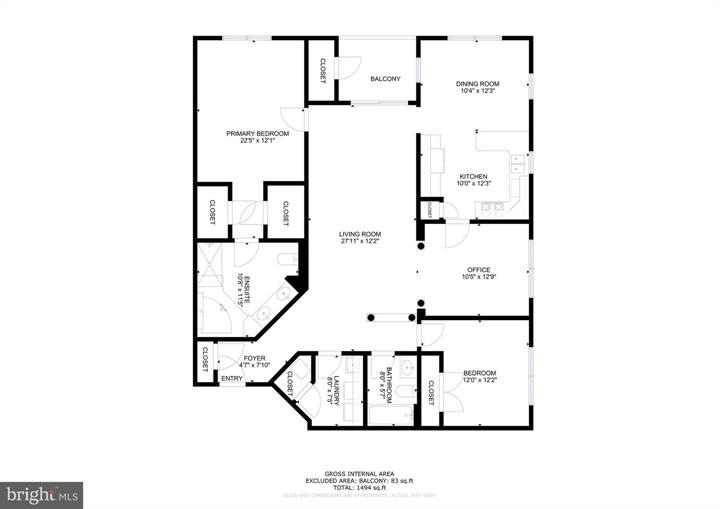 CLOSET
BALCONY
DINING ROOM
10'4" x 12'3"
PRIMARY BEDROOM
22'5" x 12'1"
KITCHEN
10'0" x 12'3"
CLOSET
CLOSET
CLOSET
LIVING ROOM
27'11" x 12'2"
OFFICE
10'5" x 12'9"
ENSUITE
10'8" x 11'5"
CLOSET
FOYER
4'7" x 7'10"
ENTRY
CLOSET
LAUNDRY
8'0" x 7'5"
BATHROOM
8'0" x 5'7"
CLOSET
BEDROOM
12'0" x 12'2"
GROSS INTERNAL AREA
EXCLUDED AREA: BALCONY: 83 sq.ft
TOTAL: 1494 sq.ft
SIZES AND DIMENSIONS ARE APPROXIMATE, ACTUAL MAY VARY.
bright MLS